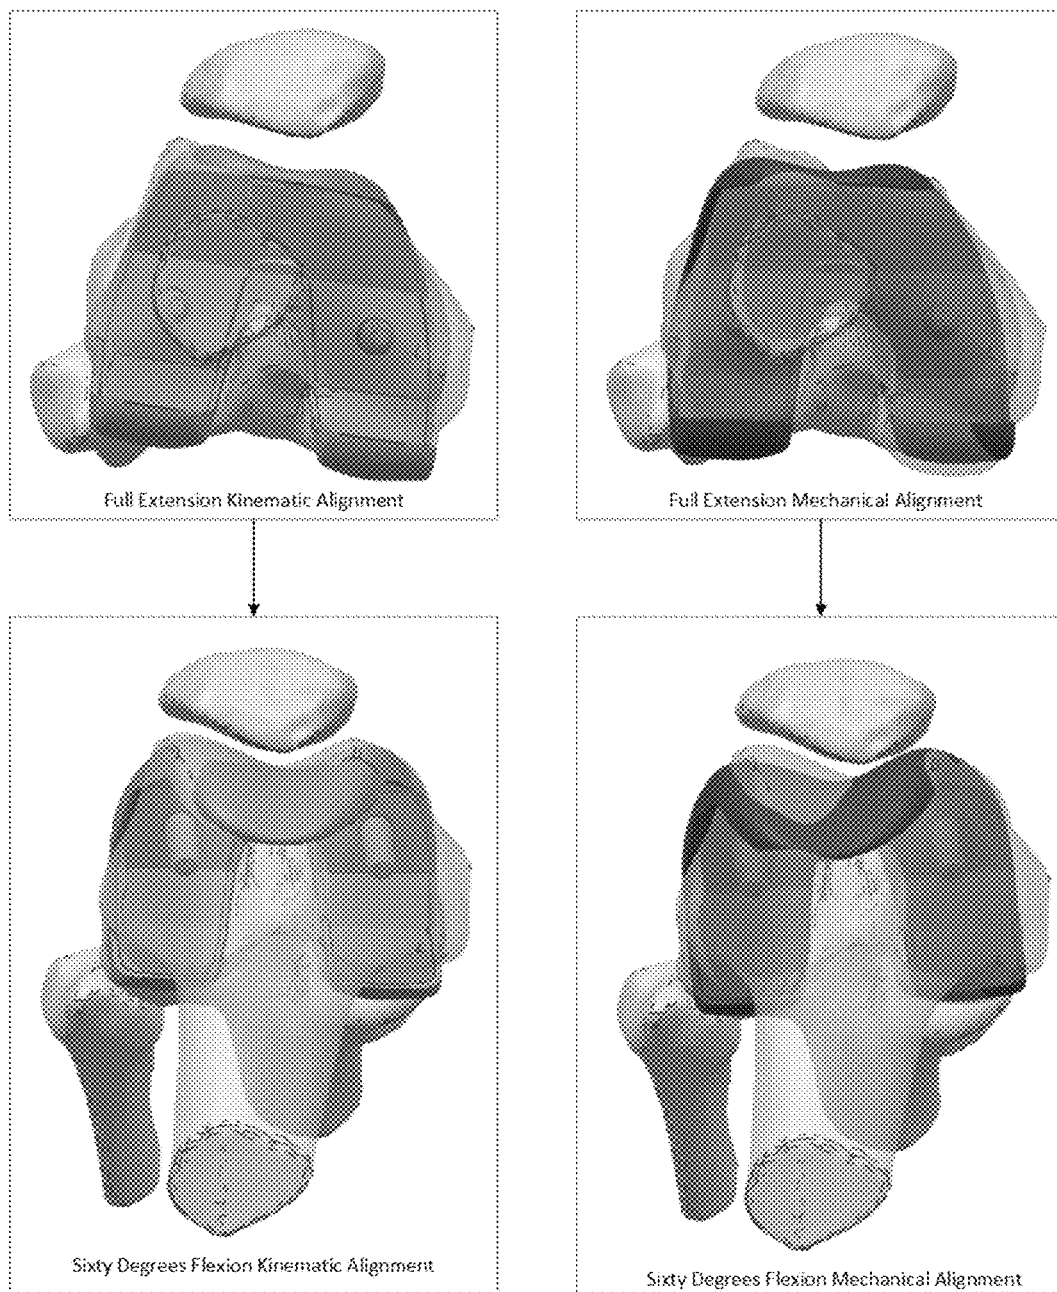 Full Extension Kinematic Alignment
Full Extension Mechanical Alignment
Sixty Degrees Flexion Kinematic Alignment
Sixty Degrees Flexion Mechanical Alignment